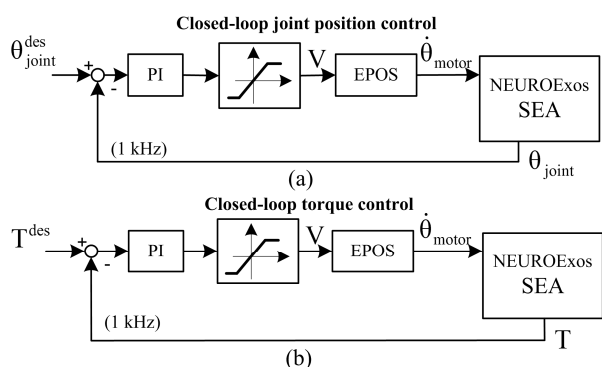 Closed-loop joint position control
θ_joint^des
+
-
PI
V
EPOS
θ̇_motor
NEUROExos
SEA
(1 kHz)
θ_joint
(a)
Closed-loop torque control
T^des
+
-
PI
V
EPOS
θ̇_motor
NEUROExos
SEA
(1 kHz)
T
(b)